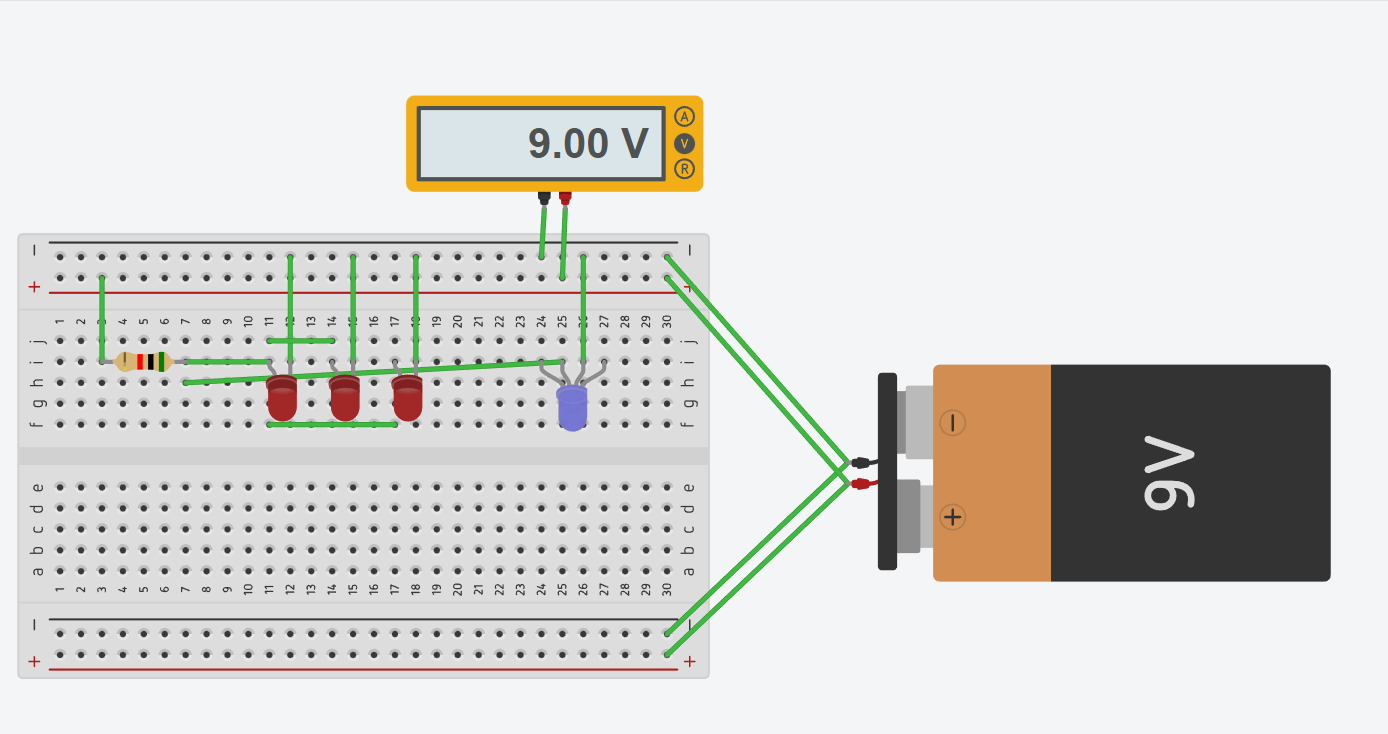 A
9.00 V
V
R
− −
+ +
1 2 3 4 5 6 7 8 9 10 11 12 13 14 15 16 17 18 19 20 21 22 23 24 25 26 27 28 29 30
j j
i i
h h
g g
f f
−
9V
+
e e
d d
c c
b b
a a
1 2 3 4 5 6 7 8 9 10 11 12 13 14 15 16 17 18 19 20 21 22 23 24 25 26 27 28 29 30
− −
+ +